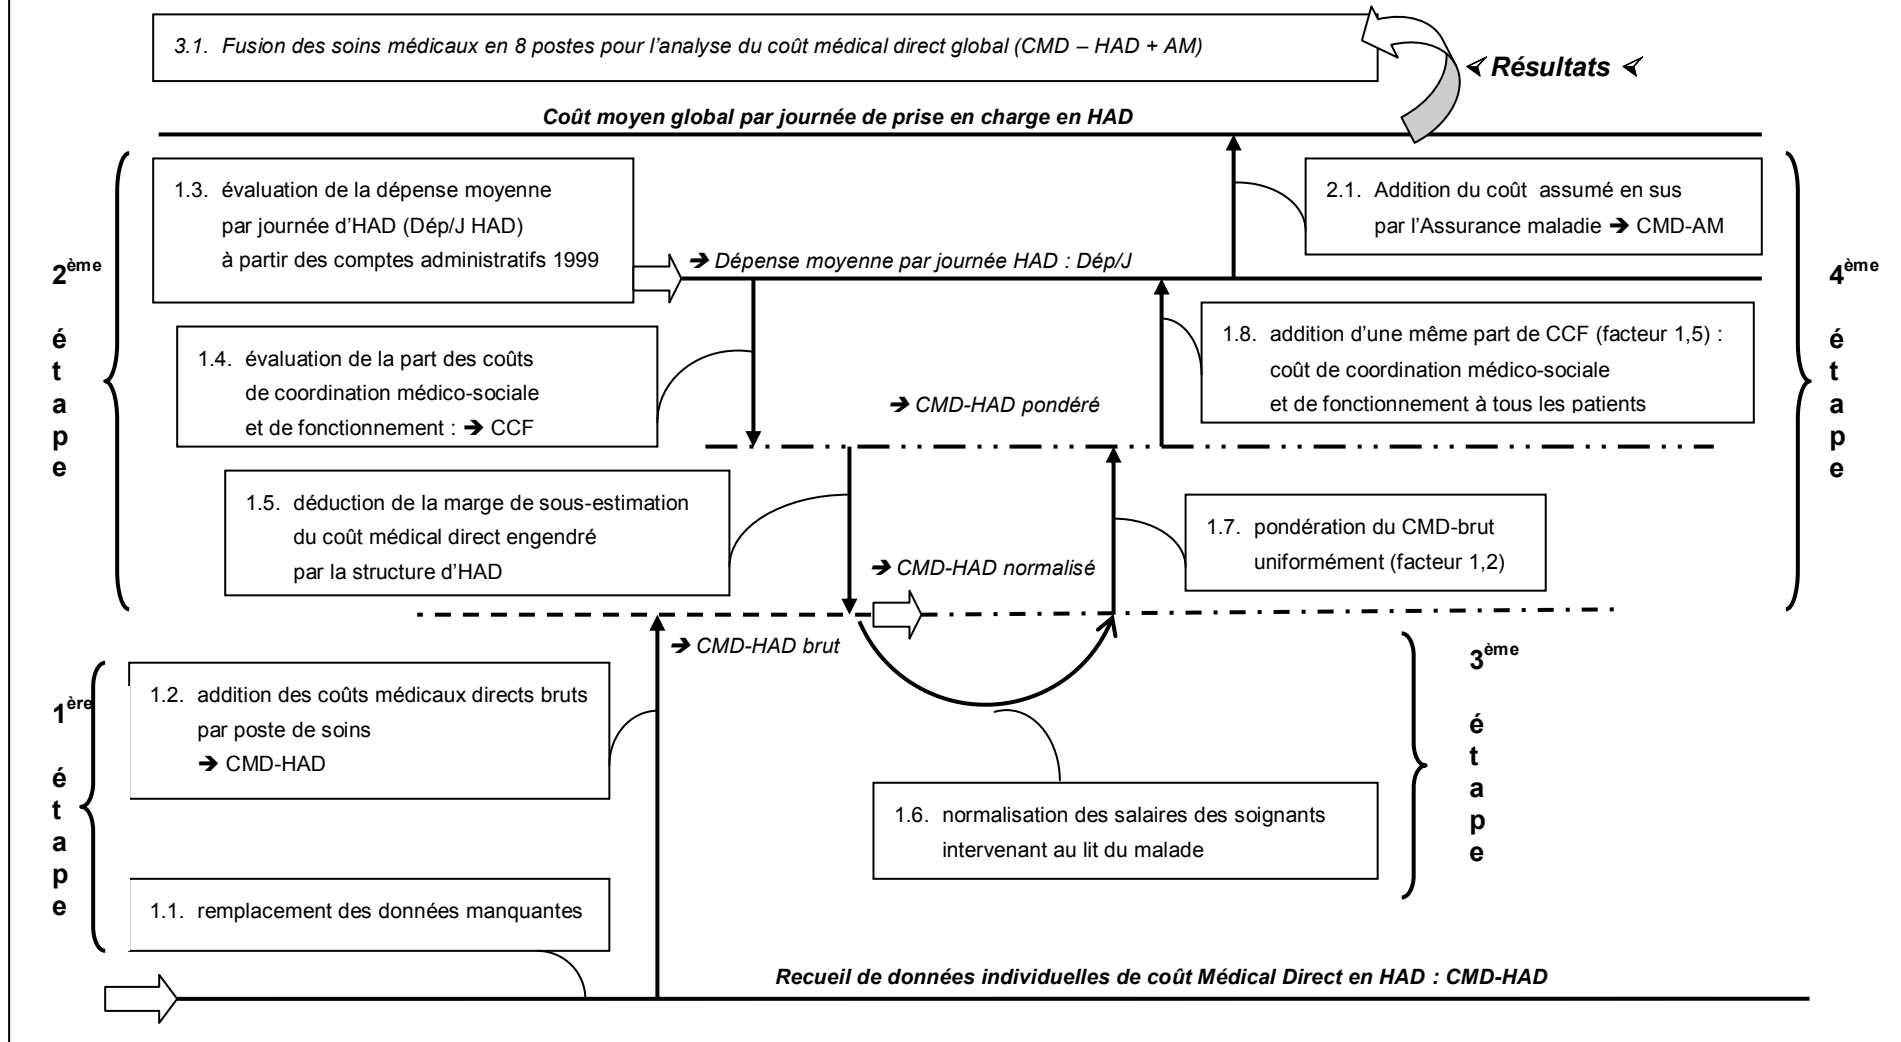 3.1. Fusion des soins médicaux en 8 postes pour l'analyse du coût médical direct global (CMD – HAD + AM)
⮘ Résultats ⮘
Coût moyen global par journée de prise en charge en HAD
2ème étape
1.3. évaluation de la dépense moyenne
par journée d'HAD (Dép/J HAD)
à partir des comptes administratifs 1999
➔ Dépense moyenne par journée HAD : Dép/J
2.1. Addition du coût assumé en sus
par l'Assurance maladie ➔ CMD-AM
4ème étape
1.4. évaluation de la part des coûts
de coordination médico-sociale
et de fonctionnement : ➔ CCF
➔ CMD-HAD pondéré
1.8. addition d'une même part de CCF (facteur 1,5) :
coût de coordination médico-sociale
et de fonctionnement à tous les patients
1.5. déduction de la marge de sous-estimation
du coût médical direct engendré
par la structure d'HAD
➔ CMD-HAD normalisé
1.7. pondération du CMD-brut
uniformément (facteur 1,2)
➔ CMD-HAD brut
1ère étape
1.2. addition des coûts médicaux directs bruts
par poste de soins
➔ CMD-HAD
3ème étape
1.6. normalisation des salaires des soignants
intervenant au lit du malade
1.1. remplacement des données manquantes
Recueil de données individuelles de coût Médical Direct en HAD : CMD-HAD